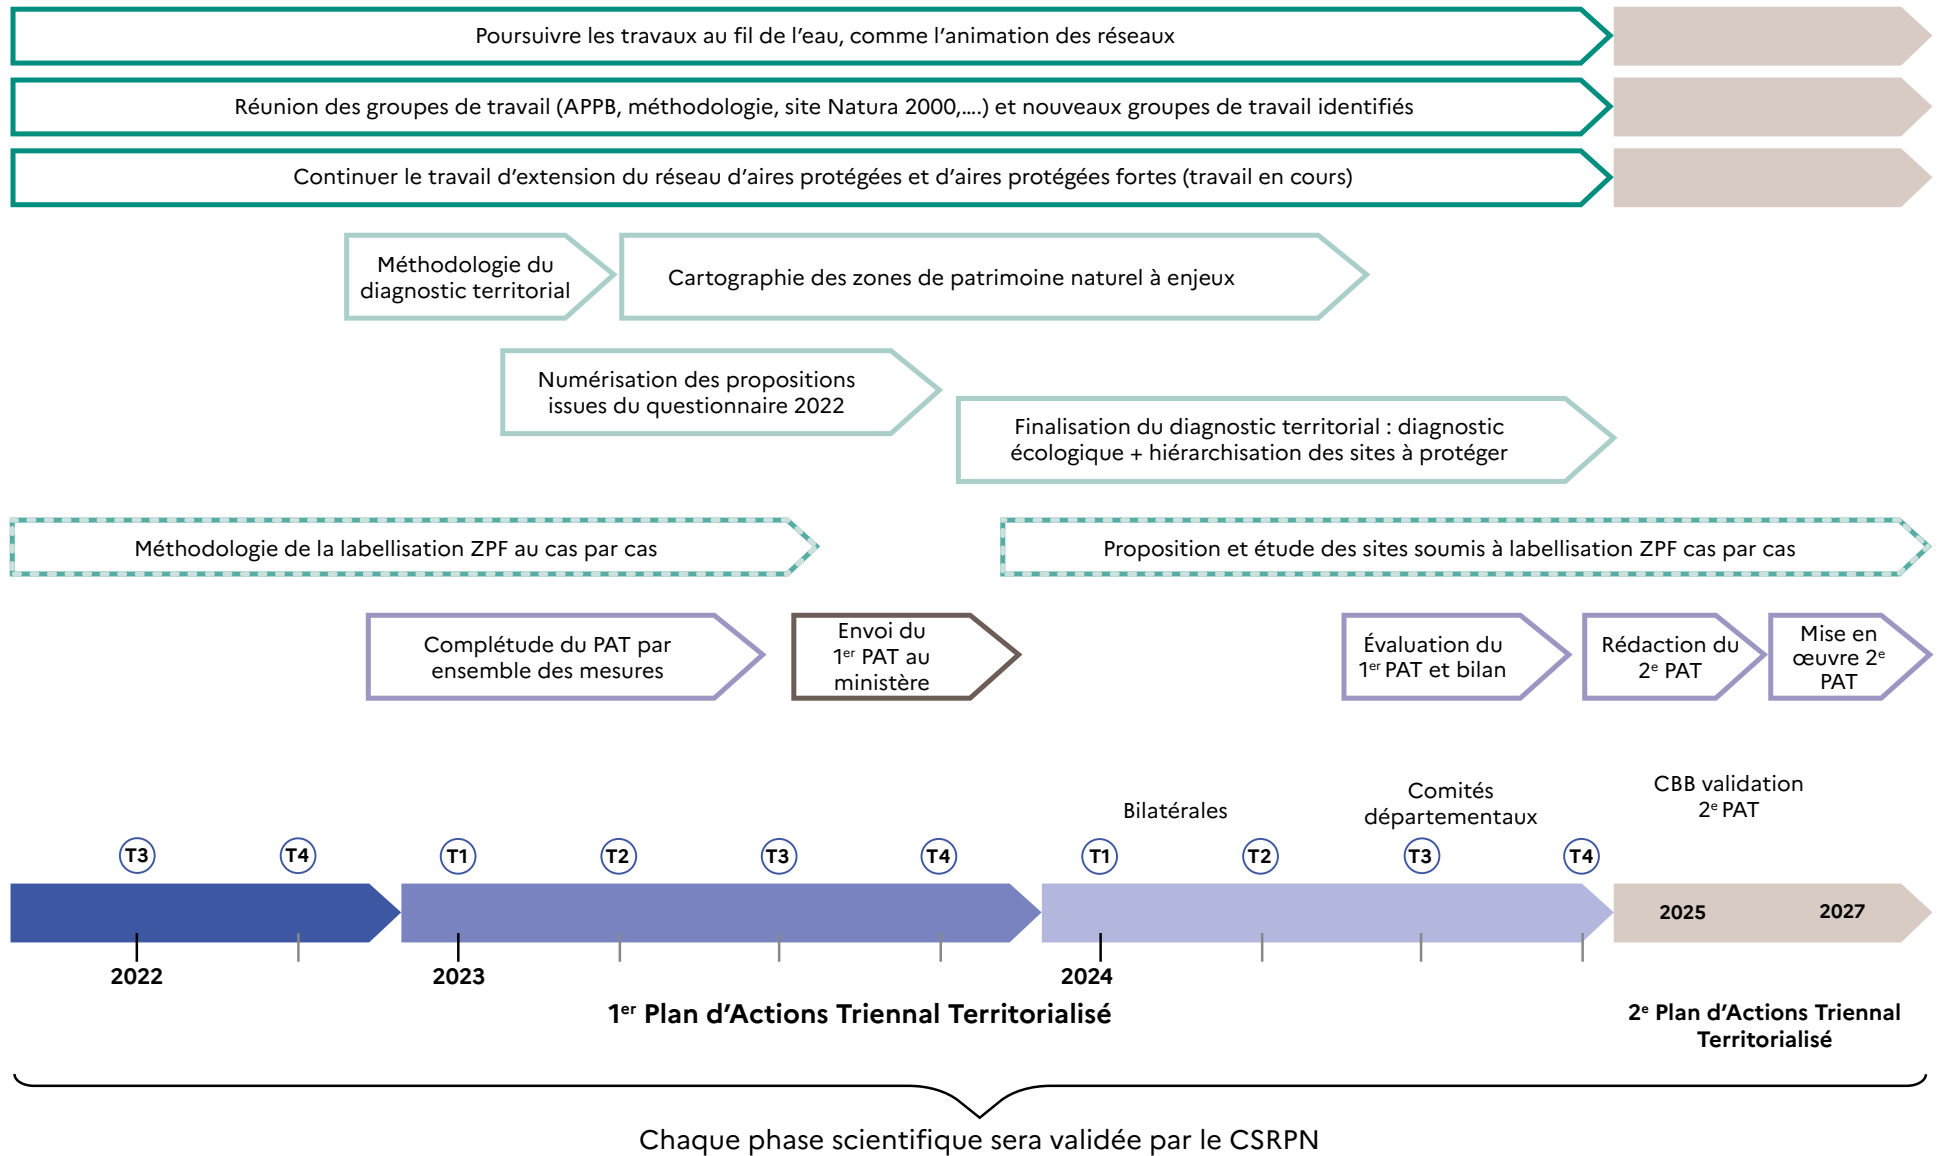 Poursuivre les travaux au fil de l’eau, comme l’animation des réseaux
Réunion des groupes de travail (APPB, méthodologie, site Natura 2000,....) et nouveaux groupes de travail identifiés
Continuer le travail d’extension du réseau d’aires protégées et d’aires protégées fortes (travail en cours)
Méthodologie du
diagnostic territorial
Cartographie des zones de patrimoine naturel à enjeux
Numérisation des propositions
issues du questionnaire 2022
Finalisation du diagnostic territorial : diagnostic
écologique + hiérarchisation des sites à protéger
Méthodologie de la labellisation ZPF au cas par cas
Proposition et étude des sites soumis à labellisation ZPF cas par cas
Complétude du PAT par
ensemble des mesures
Envoi du
1er PAT au
ministère
Évaluation du
1er PAT et bilan
Rédaction du
2e PAT
Mise en
œuvre 2e
PAT
Bilatérales
Comités
départementaux
CBB validation
2e PAT
T3
T4
T1
T2
T3
T4
T1
T2
T3
T4
2025
2027
2022
2023
2024
1er Plan d’Actions Triennal Territorialisé
2e Plan d’Actions Triennal
Territorialisé
Chaque phase scientifique sera validée par le CSRPN